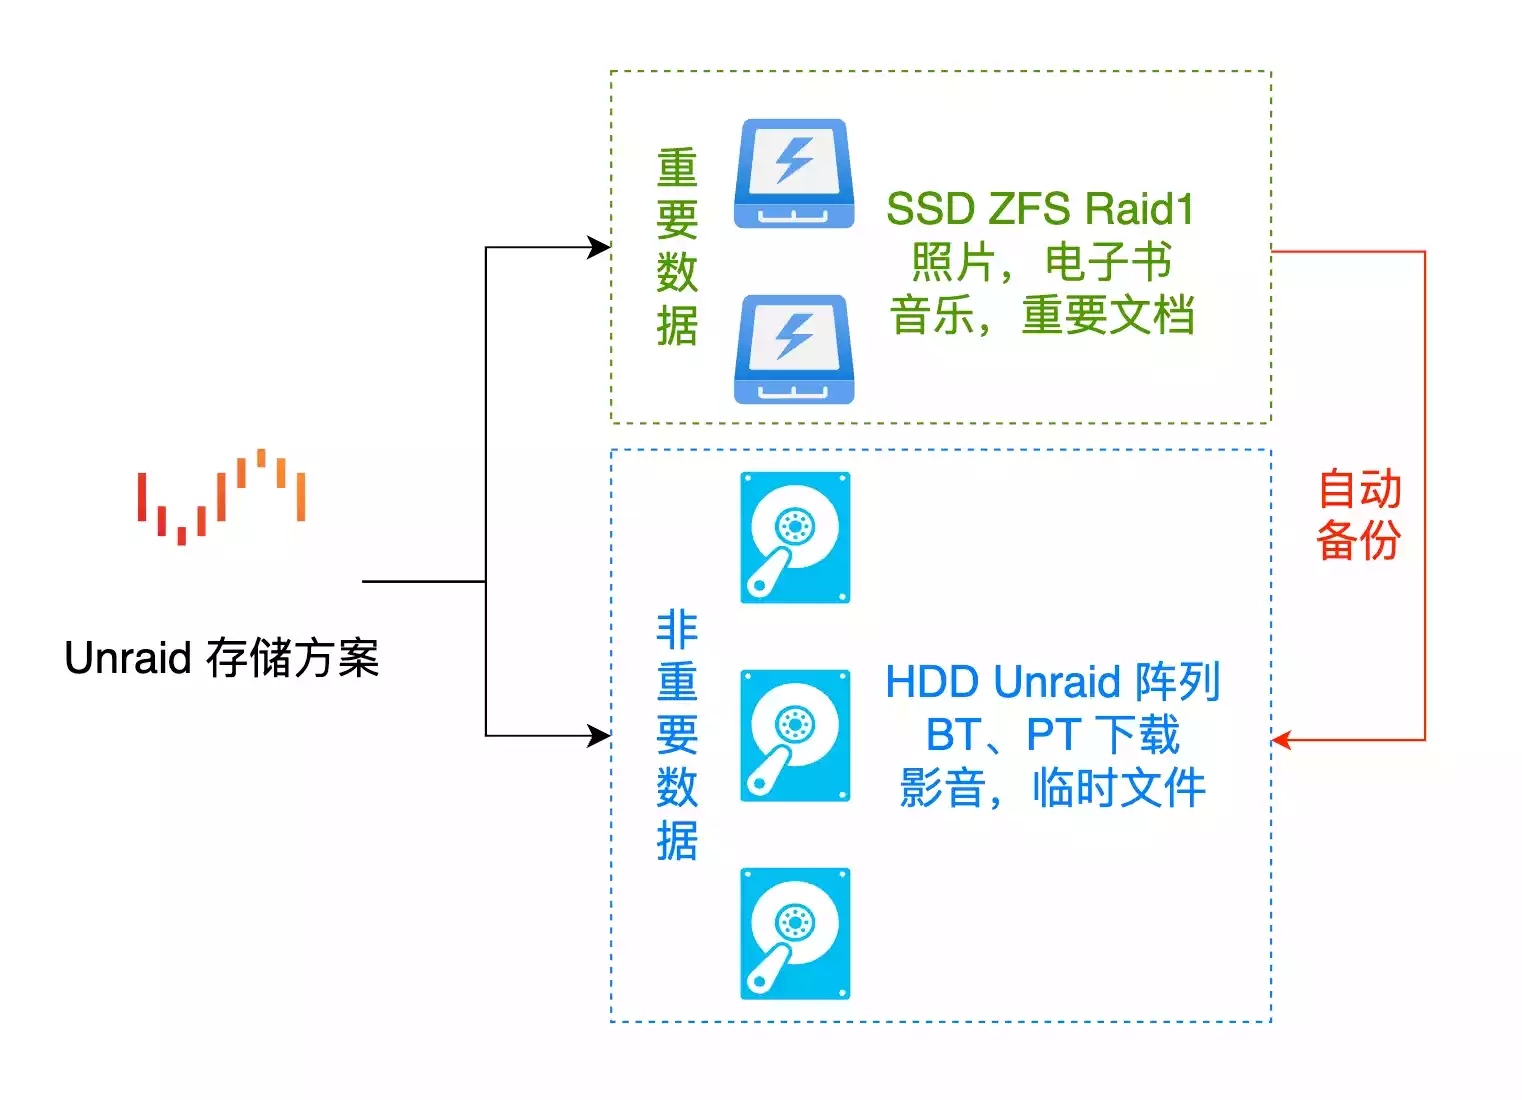 Unraid 存储方案
重要数据
SSD ZFS Raid1
照片，电子书
音乐，重要文档
非重要数据
HDD Unraid 阵列
BT、PT 下载
影音，临时文件
自动
备份